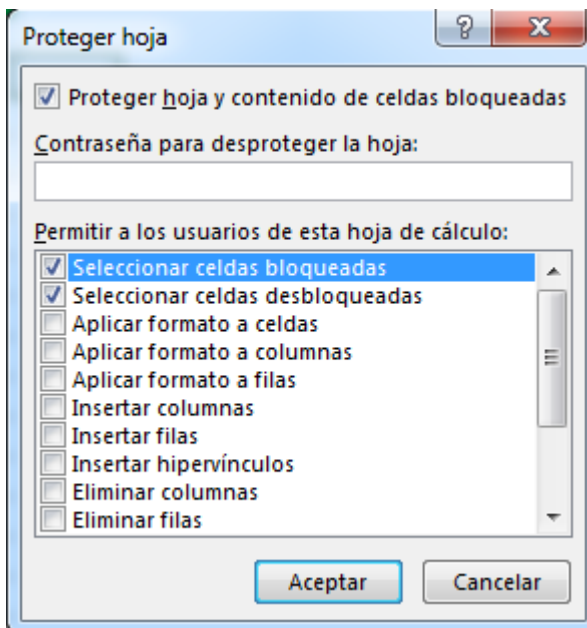 Proteger hoja
Proteger hoja y contenido de celdas bloqueadas
Contraseña para desproteger la hoja:
Permitir a los usuarios de esta hoja de cálculo:
Seleccionar celdas bloqueadas
Seleccionar celdas desbloqueadas
Aplicar formato a celdas
Aplicar formato a columnas
Aplicar formato a filas
Insertar columnas
Insertar filas
Insertar hipervínculos
Eliminar columnas
Eliminar filas
Aceptar Cancelar